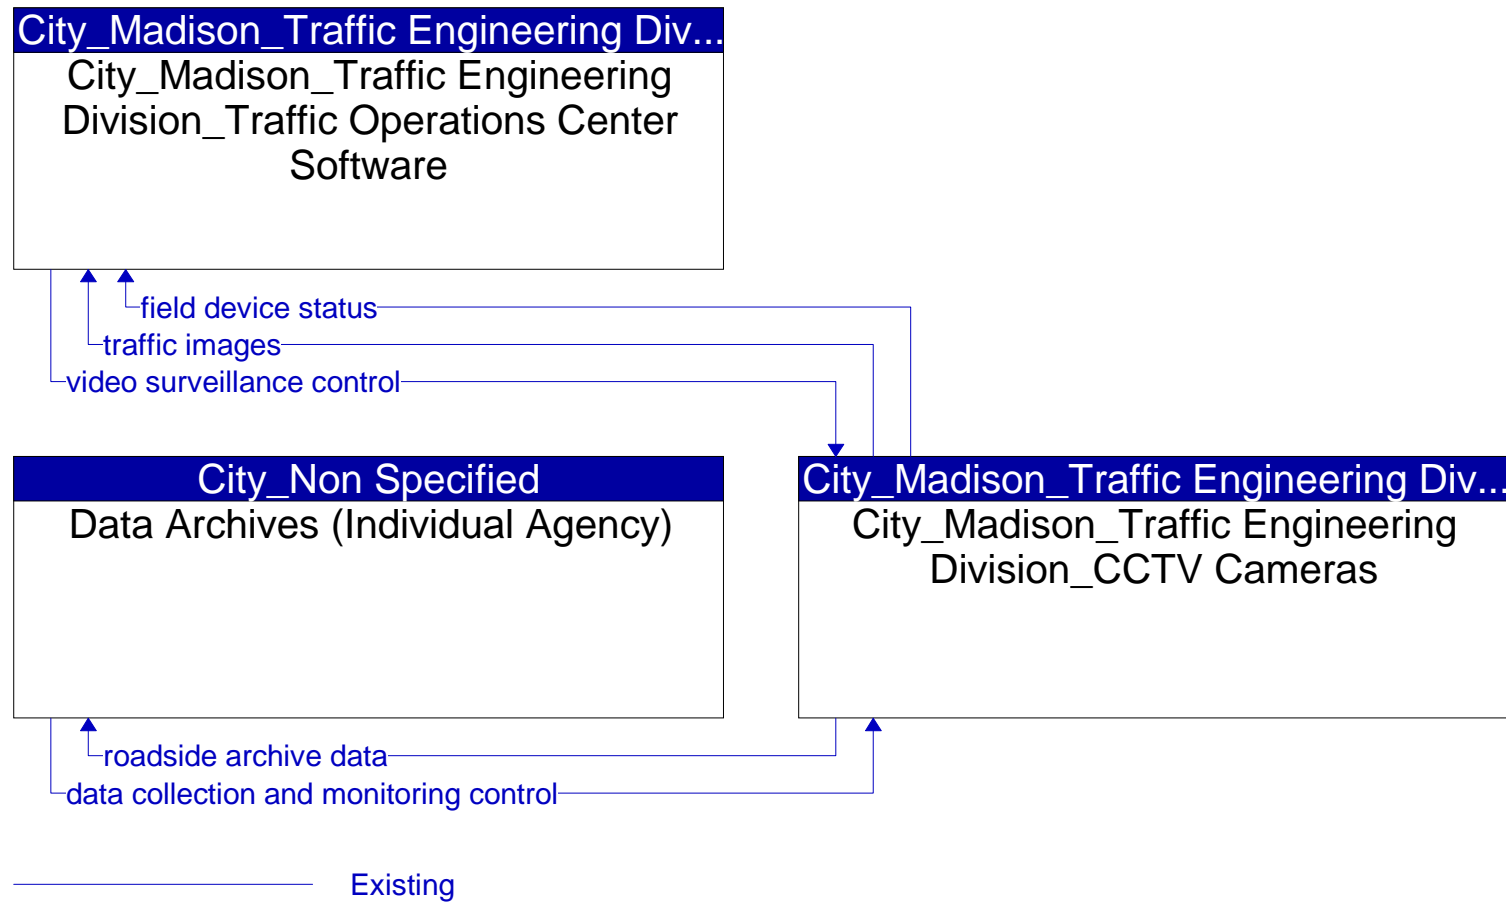 City_Madison_Traffic Engineering Div...
City_Madison_Traffic Engineering
Division_Traffic Operations Center
Software
field device status
traffic images
video surveillance control
City_Non Specified
Data Archives (Individual Agency)
City_Madison_Traffic Engineering Div...
City_Madison_Traffic Engineering
Division_CCTV Cameras
roadside archive data
data collection and monitoring control
Existing